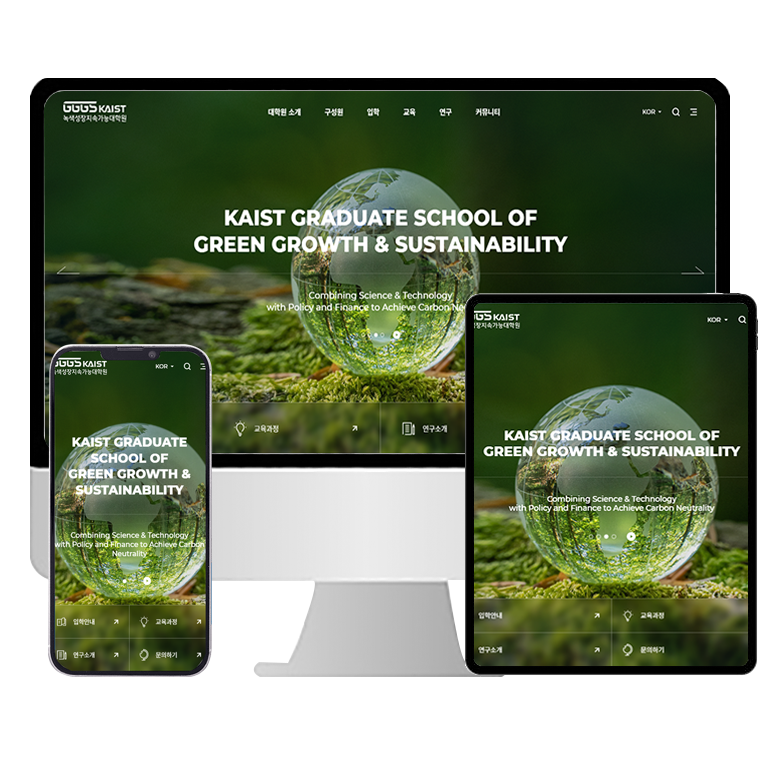 GGGS KAIST
녹색성장지속가능대학원
대학원 소개 구성원 입학 교육 연구 커뮤니티
KOR
KAIST GRADUATE SCHOOL OF
GREEN GROWTH & SUSTAINABILITY
Combining Science & Technology
with Policy and Finance to Achieve Carbon
교육과정
연구소개
KAIST
색성장지속가능대학원
KOR
KAIST GRADUATE
SCHOOL OF
GREEN GROWTH &
SUSTAINABILITY
Combining Science & Technology
with Policy and Finance to Achieve Carbon
Neutrality
입학안내
교육과정
연구소개
문의하기
KAIST
장지속가능대학원
KOR
KAIST GRADUATE SCHOOL OF
GREEN GROWTH & SUSTAINABILITY
Combining Science & Technology
with Policy and Finance to Achieve Carbon Neutrality
입학안내
교육과정
연구소개
문의하기